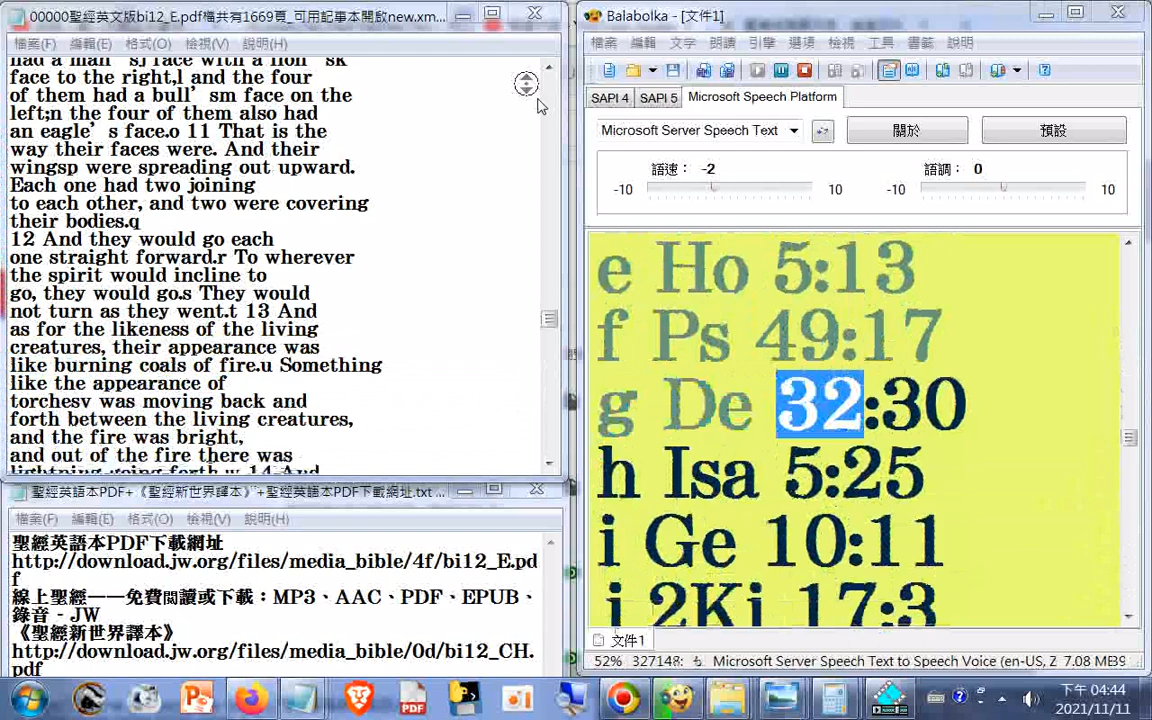 00000聖經英文版bi12_E.pdf檔共有1669頁_可用記事本開啟new.xm...
檔案(F) 編輯(E) 格式(O) 檢視(V) 說明(H)
had a man’sj face with a lion’sk
face to the right,l and the four
of them had a bull’sm face on the
left;n the four of them also had
an eagle’s face.o 11 That is the
way their faces were. And their
wingsp were spreading out upward.
Each one had two joining
to each other, and two were covering
their bodies.q
12 And they would go each
one straight forward.r To wherever
the spirit would incline to
go, they would go.s They would
not turn as they went.t 13 And
as for the likeness of the living
creatures, their appearance was
like burning coals of fire.u Something
like the appearance of
torchesv was moving back and
forth between the living creatures,
and the fire was bright,
and out of the fire there was
lightning going forth.w 14 And
聖經英語本PDF+《聖經新世界譯本》+聖經英語本PDF下載網址.txt ...
檔案(F) 編輯(E) 格式(O) 檢視(V) 說明(H)
聖經英語本PDF下載網址
http://download.jw.org/files/media_bible/4f/bi12_E.pd
f
線上聖經——免費閱讀或下載：MP3、AAC、PDF、EPUB、
錄音 - JW
《聖經新世界譯本》
http://download.jw.org/files/media_bible/0d/bi12_CH.
pdf
Balabolka - [文件1]
檔案 編輯 文字 朗讀 引擎 選項 檢視 工具 書籤 說明
SAPI 4 SAPI 5 Microsoft Speech Platform
Microsoft Server Speech Text 關於 預設
語速： -2 語調： 0
-10 10 -10 10
e Ho 5:13
f Ps 49:17
g De 32:30
h Isa 5:25
i Ge 10:11
j 2Ki 17:3
文件1
52% 327148: Microsoft Server Speech Text to Speech Voice (en-US, Z 7.08 MB
下午 04:44
2021/11/11